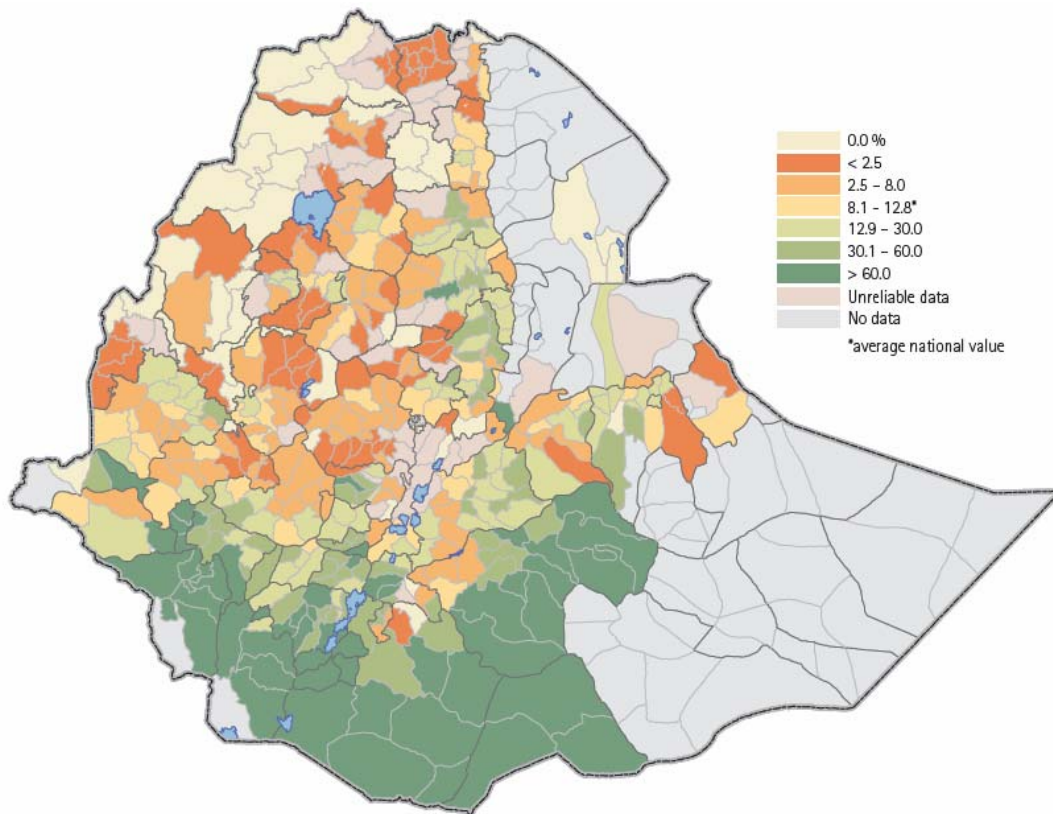 0.0 %
< 2.5
2.5 – 8.0
8.1 – 12.8*
12.9 – 30.0
30.1 – 60.0
> 60.0
Unreliable data
No data
*average national value